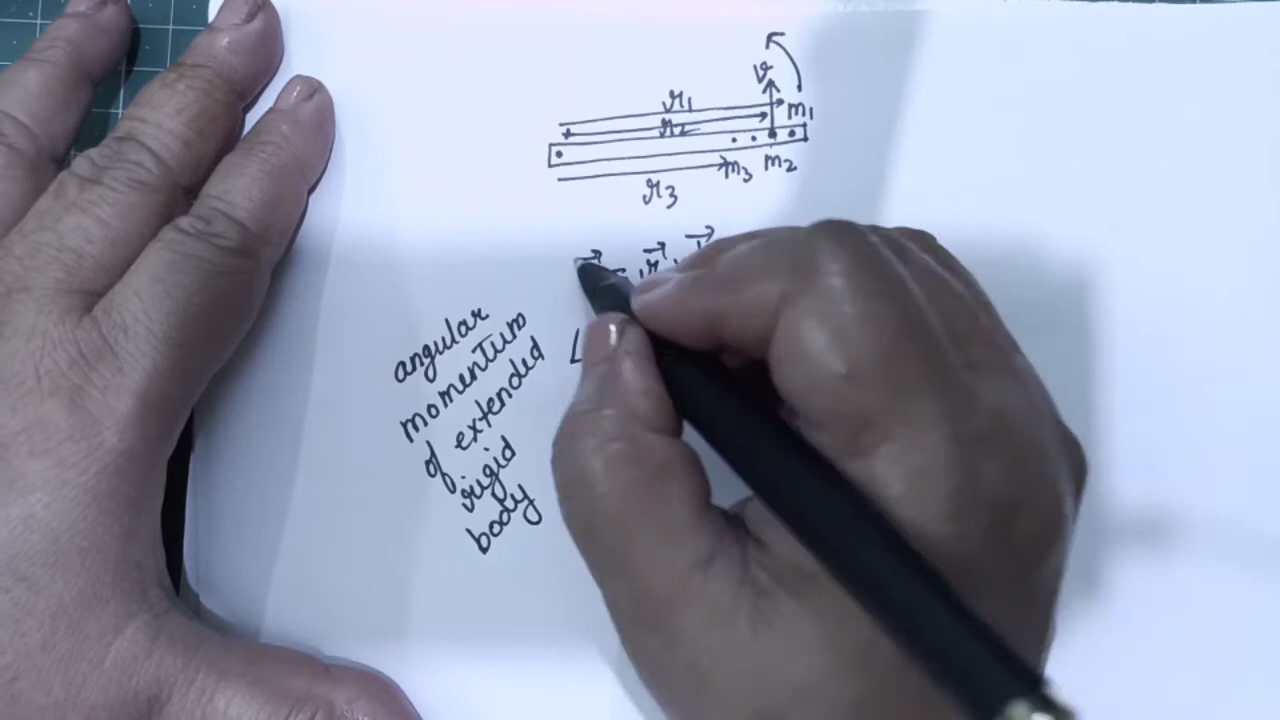 v
r1
m1
r2
m3 m2
r3
r
L
angular
momentum
of extended
rigid
body